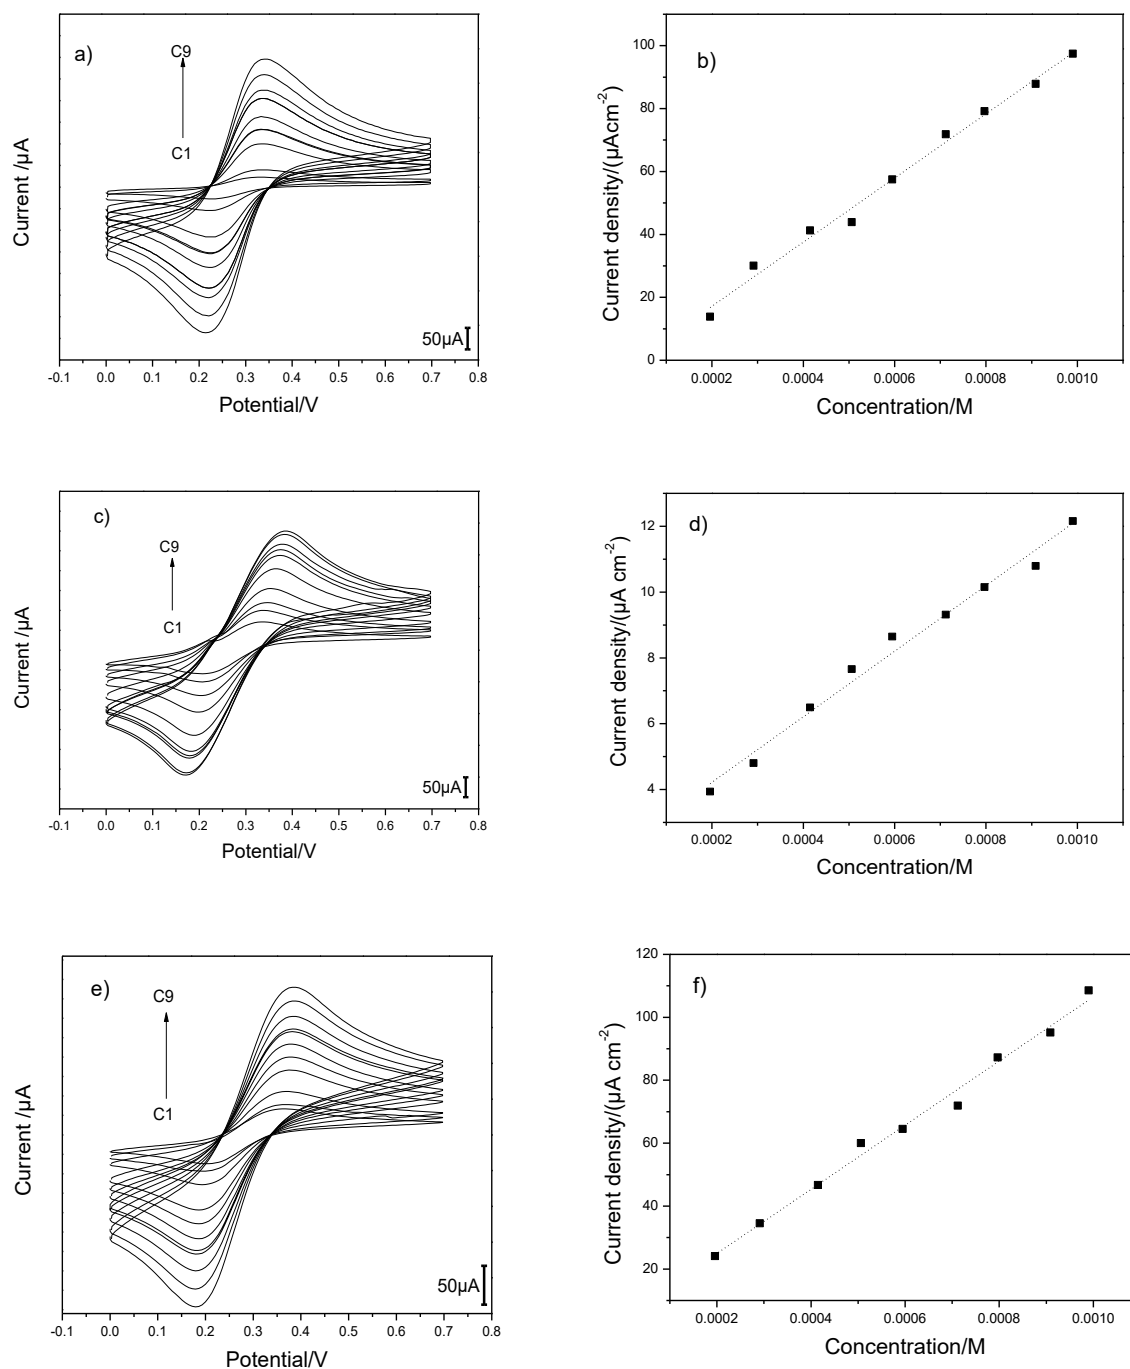 a)
C9
C1
50µA
Current /µA
-0.1 0.0 0.1 0.2 0.3 0.4 0.5 0.6 0.7 0.8
Potential/V
b)
100
80
60
40
20
0
Current density/(µAcm-2)
0.0002 0.0004 0.0006 0.0008 0.0010
Concentration/M
c)
C9
C1
50µA
Current /µA
-0.1 0.0 0.1 0.2 0.3 0.4 0.5 0.6 0.7 0.8
Potential/V
d)
12
10
8
6
4
Current density/(µA cm-2)
0.0002 0.0004 0.0006 0.0008 0.0010
Concentration/M
e)
C9
C1
50µA
Current /µA
-0.1 0.0 0.1 0.2 0.3 0.4 0.5 0.6 0.7 0.8
Potential/V
f)
120
100
80
60
40
20
Current density/(µA cm-2)
0.0002 0.0004 0.0006 0.0008 0.0010
Concentration/M